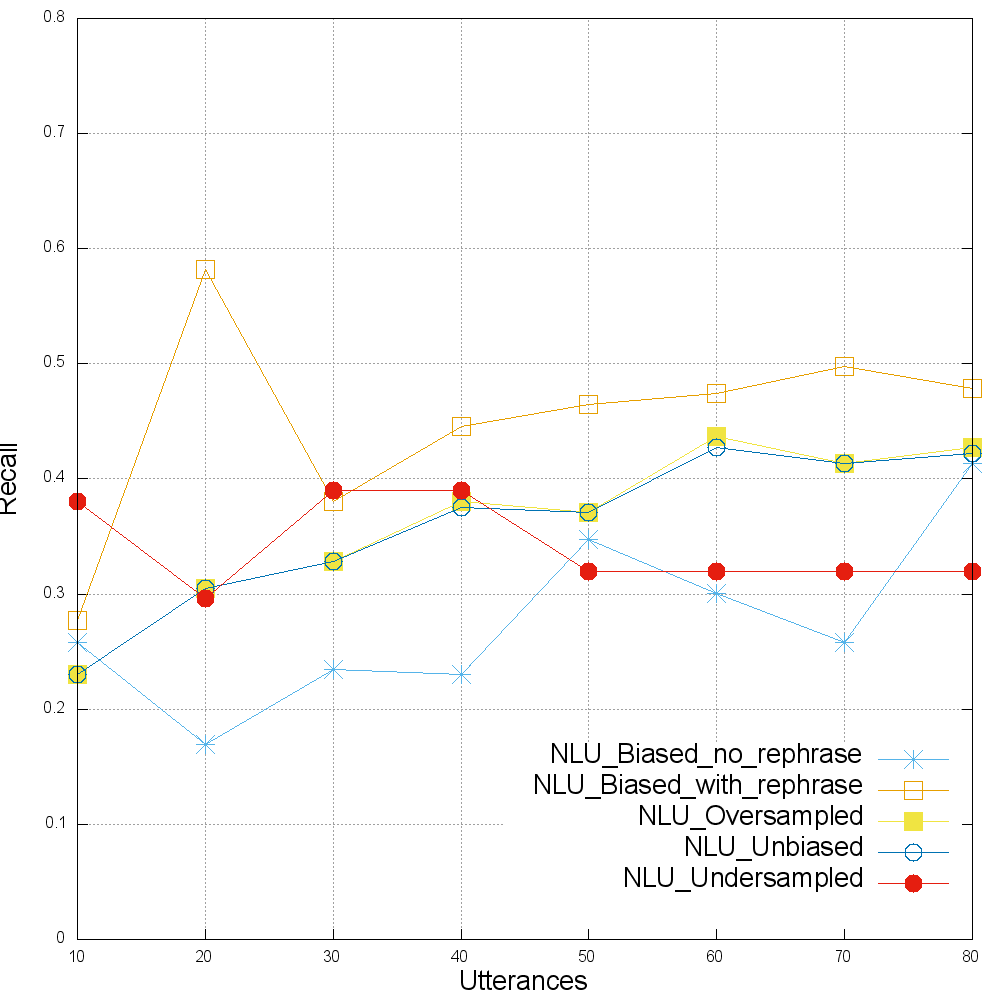 0.8
0.7
0.6
0.5
0.4
0.3
0.2
0.1
0
Recall
NLU_Biased_no_rephrase
NLU_Biased_with_rephrase
NLU_Oversampled
NLU_Unbiased
NLU_Undersampled
10 20 30 40 50 60 70 80
Utterances